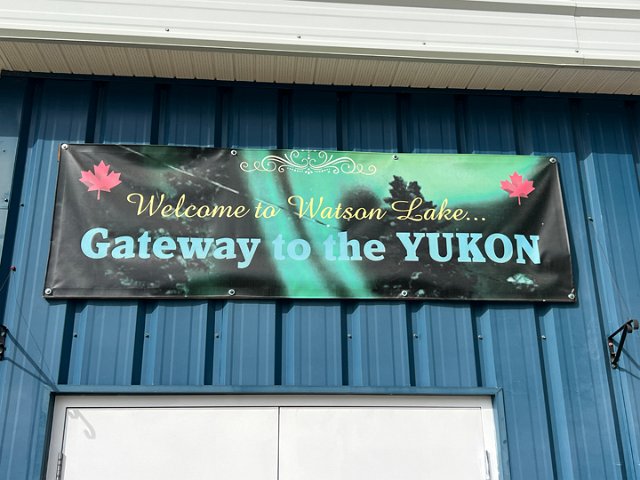 Welcome to Watson Lake...
Gateway to the YUKON